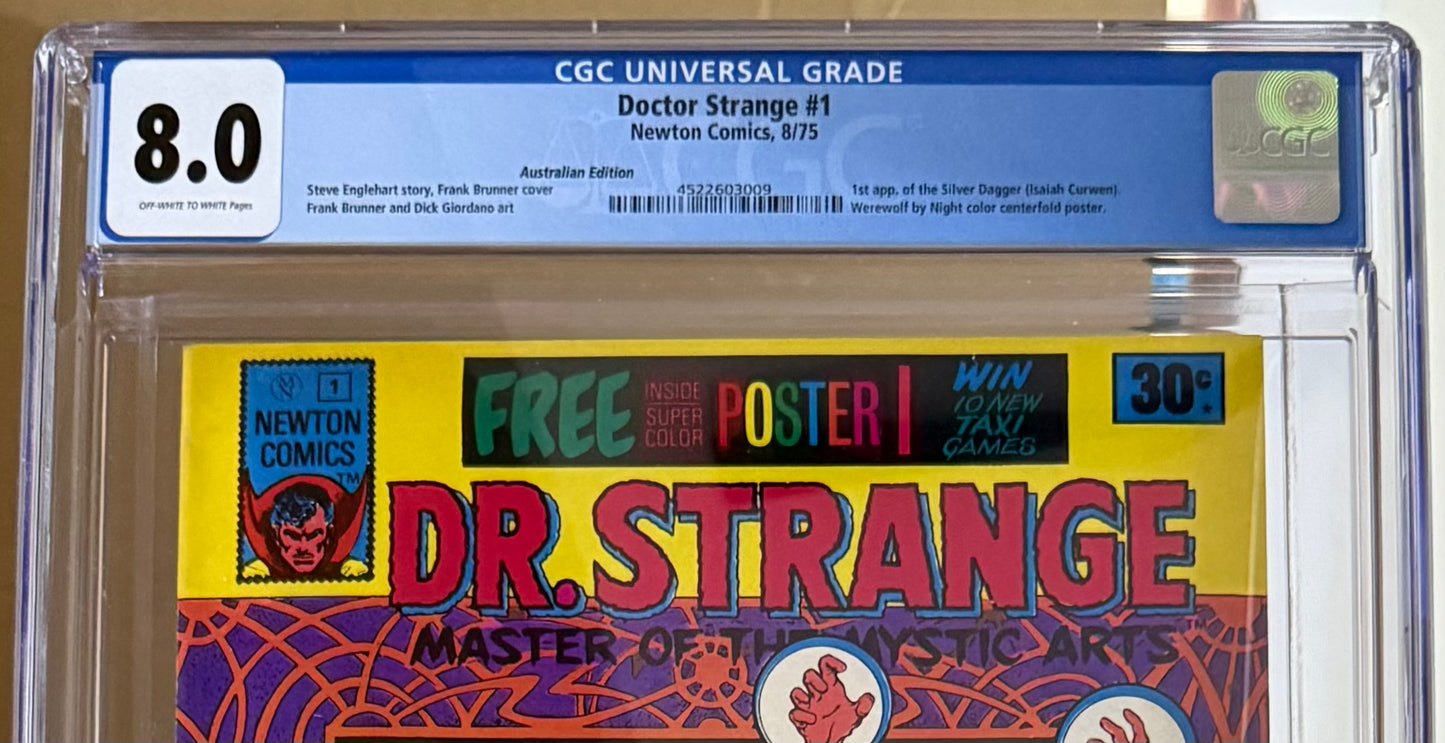 CGC UNIVERSAL GRADE
8.0
OFF-WHITE TO WHITE Pages
Doctor Strange #1
Newton Comics, 8/75
Australian Edition
Steve Englehart story, Frank Brunner cover
Frank Brunner and Dick Giordano art
4522603009
1st app. of the Silver Dagger (Isaiah Curwen).
Werewolf by Night color centerfold poster.
CGC
CGC
N 1
NEWTON
COMICS
TM
FREE
INSIDE
SUPER
COLOR
POSTER
WIN
10 NEW
TAXI
GAMES
30c
DR. STRANGE
MASTER OF THE MYSTIC ARTS TM